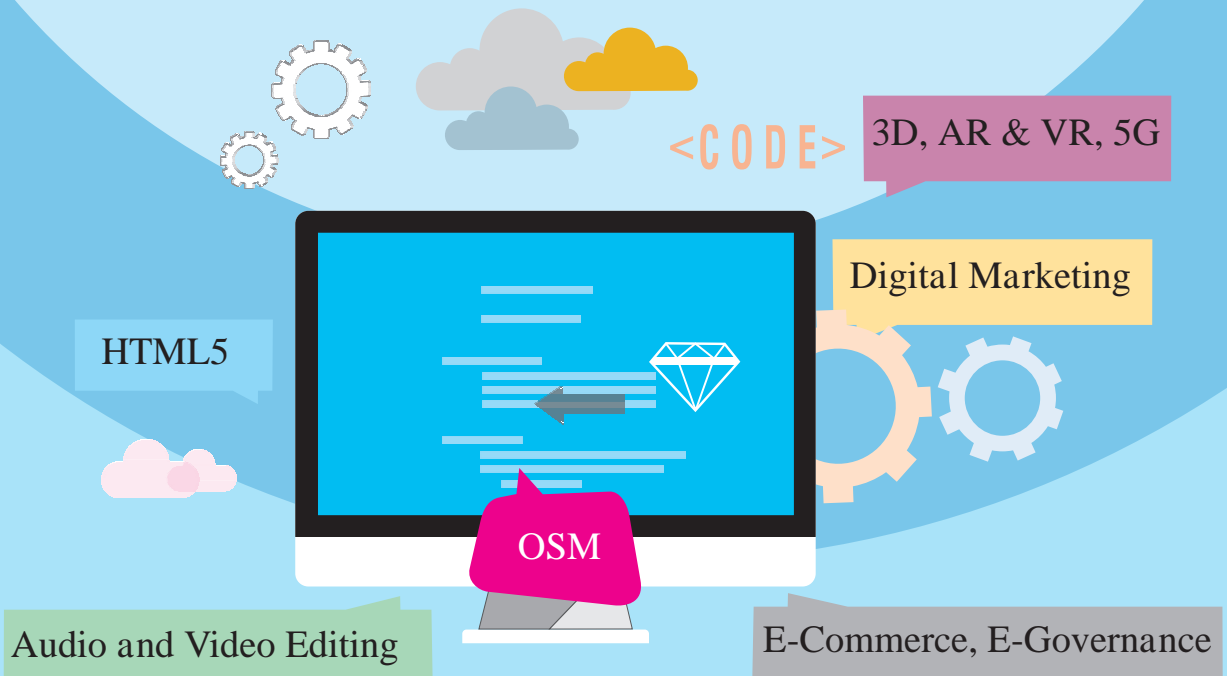 <CODE>
3D, AR & VR, 5G
Digital Marketing
HTML5
OSM
Audio and Video Editing
E-Commerce, E-Governance